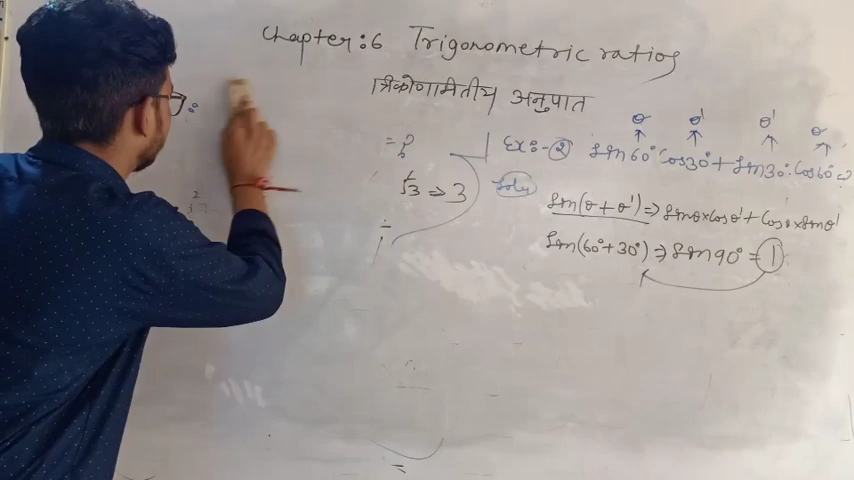 Chapter:6 Trigonometric ratios
त्रिकोणामितीय अनुपात
θ θ' θ' θ
Ex:-② sin60° cos30° + sin30°.cos60° = ?
= ?
√3 ⇒ 3
Soln
sin(θ + θ') ⇒ sinθ×cosθ' + cosθ×sinθ'
sin(60°+30°) ⇒ sin90° = 1